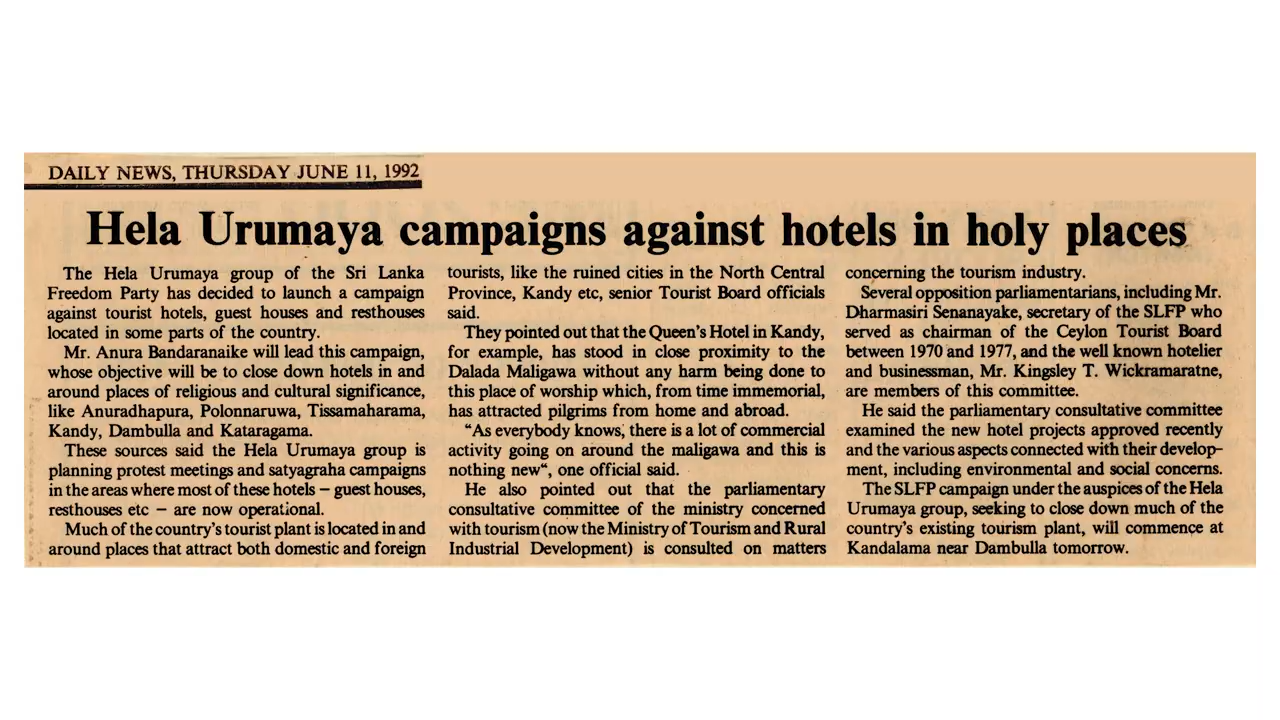 DAILY NEWS, THURSDAY JUNE 11, 1992
Hela Urumaya campaigns against hotels in holy places
The Hela Urumaya group of the Sri Lanka
Freedom Party has decided to launch a campaign
against tourist hotels, guest houses and resthouses
located in some parts of the country.
Mr. Anura Bandaranaike will lead this campaign,
whose objective will be to close down hotels in and
around places of religious and cultural significance,
like Anuradhapura, Polonnaruwa, Tissamaharama,
Kandy, Dambulla and Kataragama.
These sources said the Hela Urumaya group is
planning protest meetings and satyagraha campaigns
in the areas where most of these hotels – guest houses,
resthouses etc – are now operational.
Much of the country's tourist plant is located in and
around places that attract both domestic and foreign
tourists, like the ruined cities in the North Central
Province, Kandy etc, senior Tourist Board officials
said.
They pointed out that the Queen's Hotel in Kandy,
for example, has stood in close proximity to the
Dalada Maligawa without any harm being done to
this place of worship which, from time immemorial,
has attracted pilgrims from home and abroad.
“As everybody knows, there is a lot of commercial
activity going on around the maligawa and this is
nothing new“, one official said.
He also pointed out that the parliamentary
consultative committee of the ministry concerned
with tourism (now the Ministry of Tourism and Rural
Industrial Development) is consulted on matters
concerning the tourism industry.
Several opposition parliamentarians, including Mr.
Dharmasiri Senanayake, secretary of the SLFP who
served as chairman of the Ceylon Tourist Board
between 1970 and 1977, and the well known hotelier
and businessman, Mr. Kingsley T. Wickramaratne,
are members of this committee.
He said the parliamentary consultative committee
examined the new hotel projects approved recently
and the various aspects connected with their develop-
ment, including environmental and social concerns.
The SLFP campaign under the auspices of the Hela
Urumaya group, seeking to close down much of the
country's existing tourism plant, will commence at
Kandalama near Dambulla tomorrow.